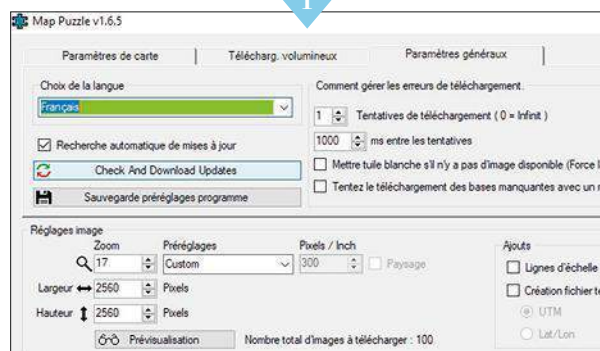 1
Map Puzzle v1.6.5
Paramètres de carte
Télécharg. volumineux
Paramètres généraux
Choix de la langue
Français
Recherche automatique de mises à jour
Check And Download Updates
Sauvegarde préréglages programme
Comment gérer les erreurs de téléchargement.
1 Tentatives de téléchargement ( 0 = Infinit )
1000 ms entre les tentatives
Mettre tuile blanche s'il n'y a pas d'image disponible (Force
Tentez le téléchargement des bases manquantes avec un
Réglages image
Zoom Préréglages Pixels / Inch
17 Custom 300 Paysage
Largeur 2560 Pixels
Hauteur 2560 Pixels
Prévisualisation Nombre total d'images à télécharger : 100
Ajouts
Lignes d'échelle
Création fichier
UTM
Lat/Lon